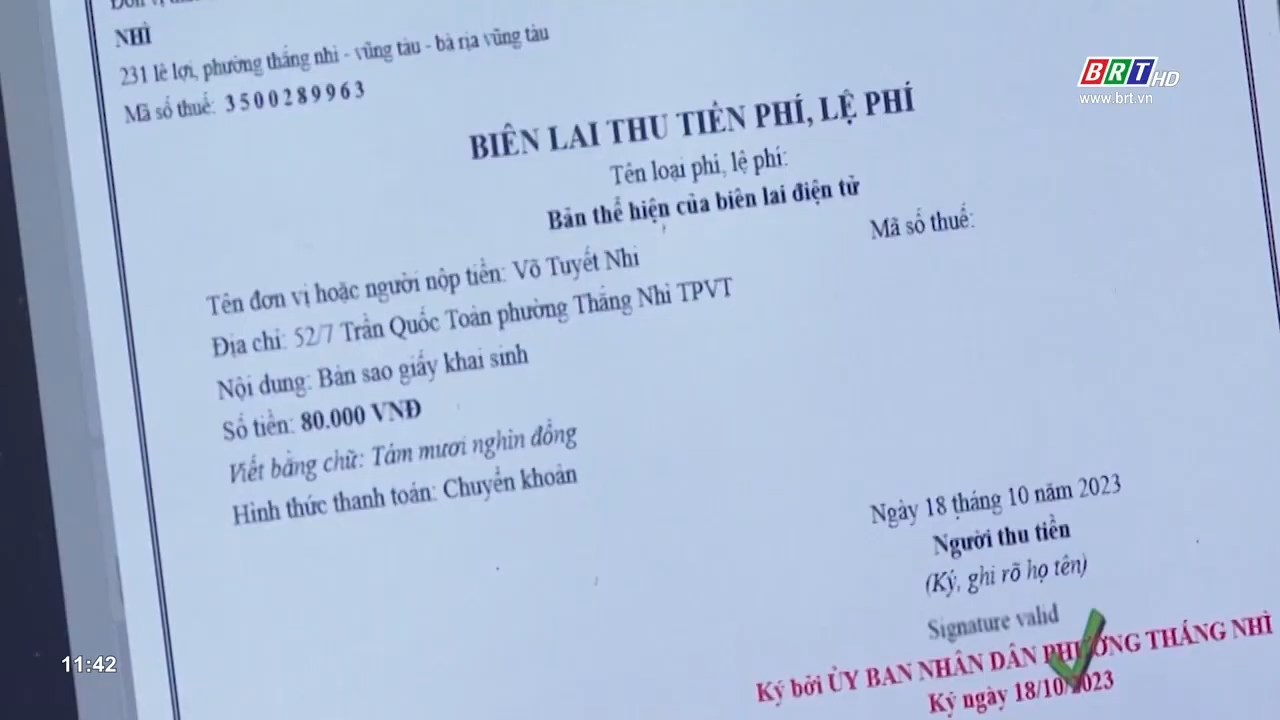 NHÌ
231 lê lợi, phường thắng nhì - vũng tàu - bà rịa vũng tàu
Mã số thuế: 3500289963
BRT HD
www.brt.vn
BIÊN LAI THU TIỀN PHÍ, LỆ PHÍ
Tên loại phí, lệ phí:
Bản thể hiện của biên lai điện tử
Mã số thuế:
Tên đơn vị hoặc người nộp tiền: Võ Tuyết Nhi
Địa chỉ: 52/7 Trần Quốc Toản phường Thắng Nhì TPVT
Nội dung: Bản sao giấy khai sinh
Số tiền: 80.000 VNĐ
Viết bằng chữ: Tám mươi nghìn đồng
Hình thức thanh toán: Chuyển khoản
Ngày 18 tháng 10 năm 2023
Người thu tiền
(Ký, ghi rõ họ tên)
Signature valid
Ký bởi ỦY BAN NHÂN DÂN PHƯỜNG THẮNG NHÌ
Ký ngày 18/10/2023
11:42